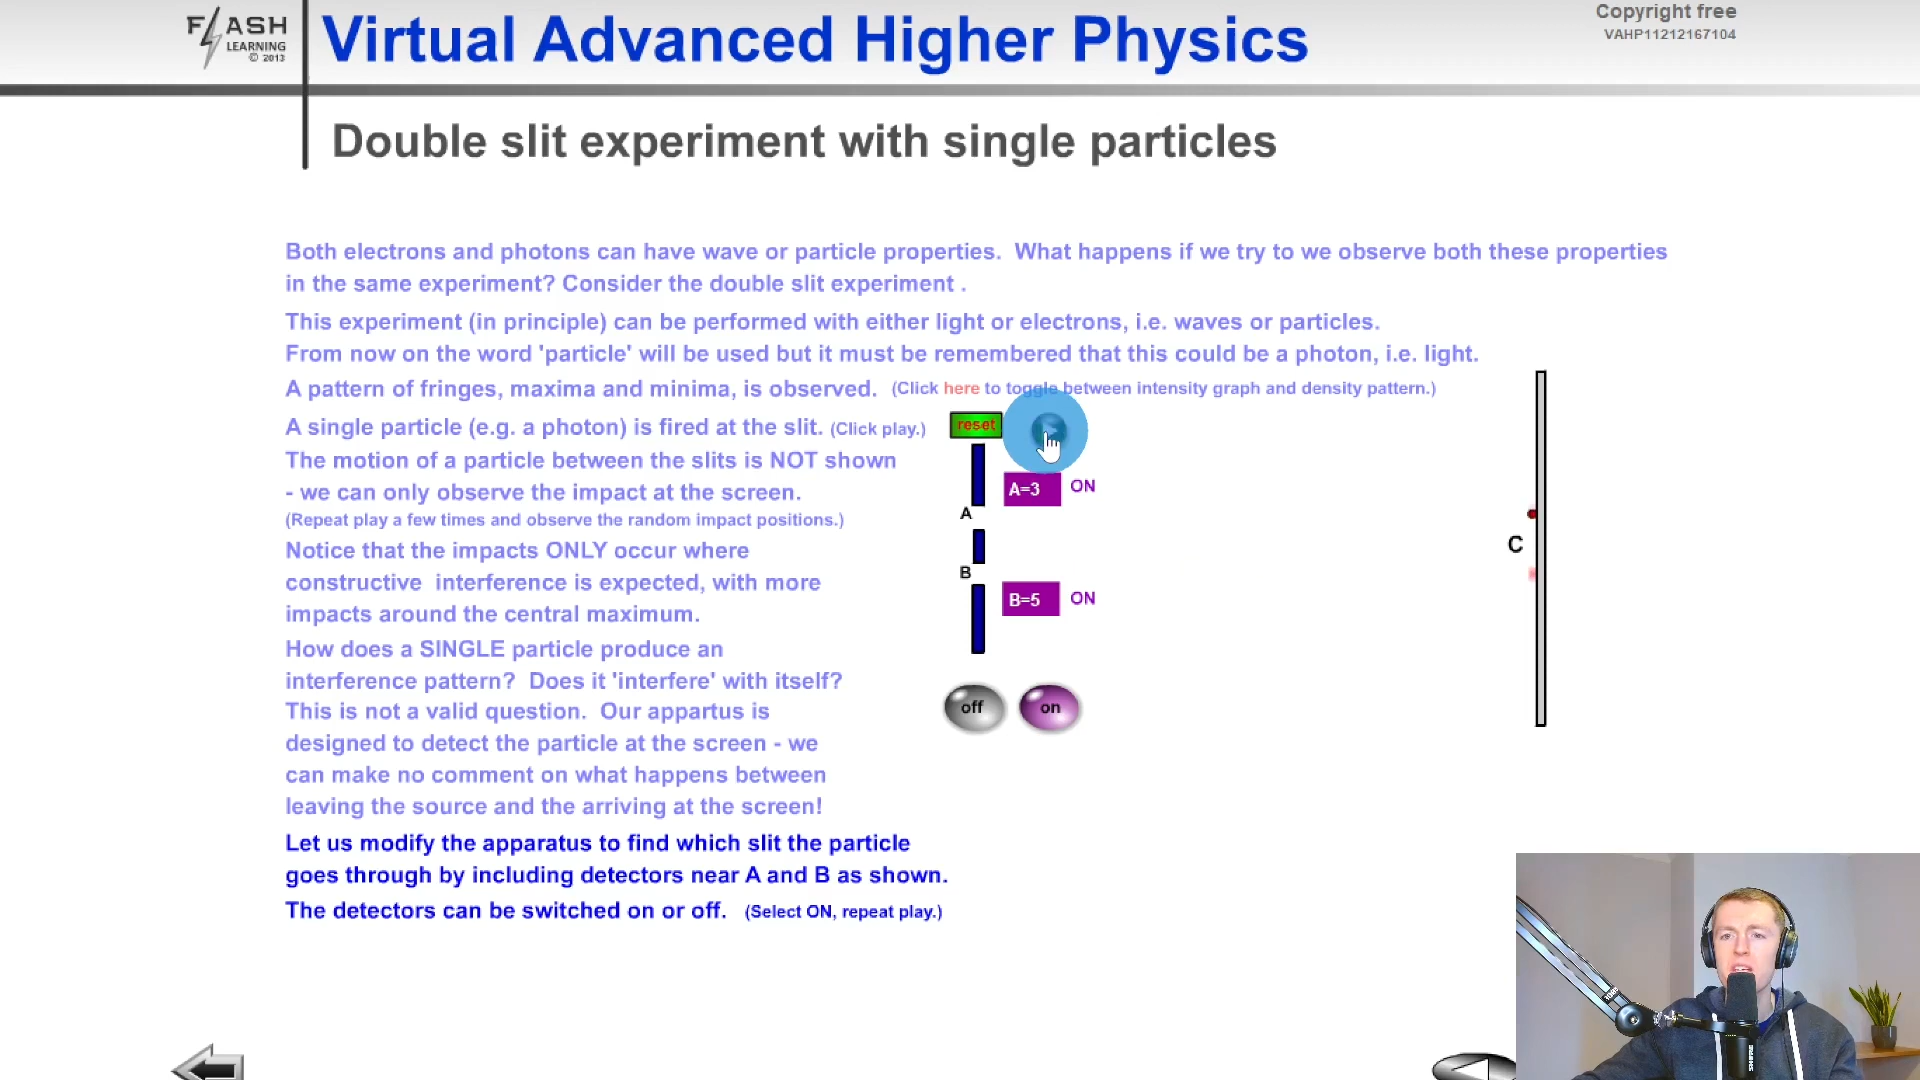 FLASH
LEARNING
© 2013
Virtual Advanced Higher Physics
Copyright free
VAHP11212167104
Double slit experiment with single particles
Both electrons and photons can have wave or particle properties. What happens if we try to we observe both these properties
in the same experiment? Consider the double slit experiment .
This experiment (in principle) can be performed with either light or electrons, i.e. waves or particles.
From now on the word 'particle' will be used but it must be remembered that this could be a photon, i.e. light.
A pattern of fringes, maxima and minima, is observed. (Click here to toggle between intensity graph and density pattern.)
A single particle (e.g. a photon) is fired at the slit. (Click play.)
reset
The motion of a particle between the slits is NOT shown
- we can only observe the impact at the screen.
(Repeat play a few times and observe the random impact positions.)
A=3 ON
A
Notice that the impacts ONLY occur where
constructive interference is expected, with more
impacts around the central maximum.
B
B=5 ON
C
How does a SINGLE particle produce an
interference pattern? Does it 'interfere' with itself?
This is not a valid question. Our appartus is
designed to detect the particle at the screen - we
can make no comment on what happens between
leaving the source and the arriving at the screen!
off on
Let us modify the apparatus to find which slit the particle
goes through by including detectors near A and B as shown.
The detectors can be switched on or off. (Select ON, repeat play.)